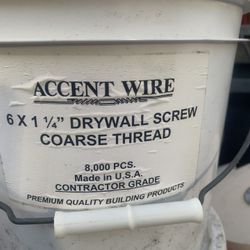 ACCENT WIRE
6 X 1 ¼" DRYWALL SCREW
COARSE THREAD
8,000 PCS.
Made in U.S.A.
CONTRACTOR GRADE
PREMIUM QUALITY BUILDING PRODUCTS